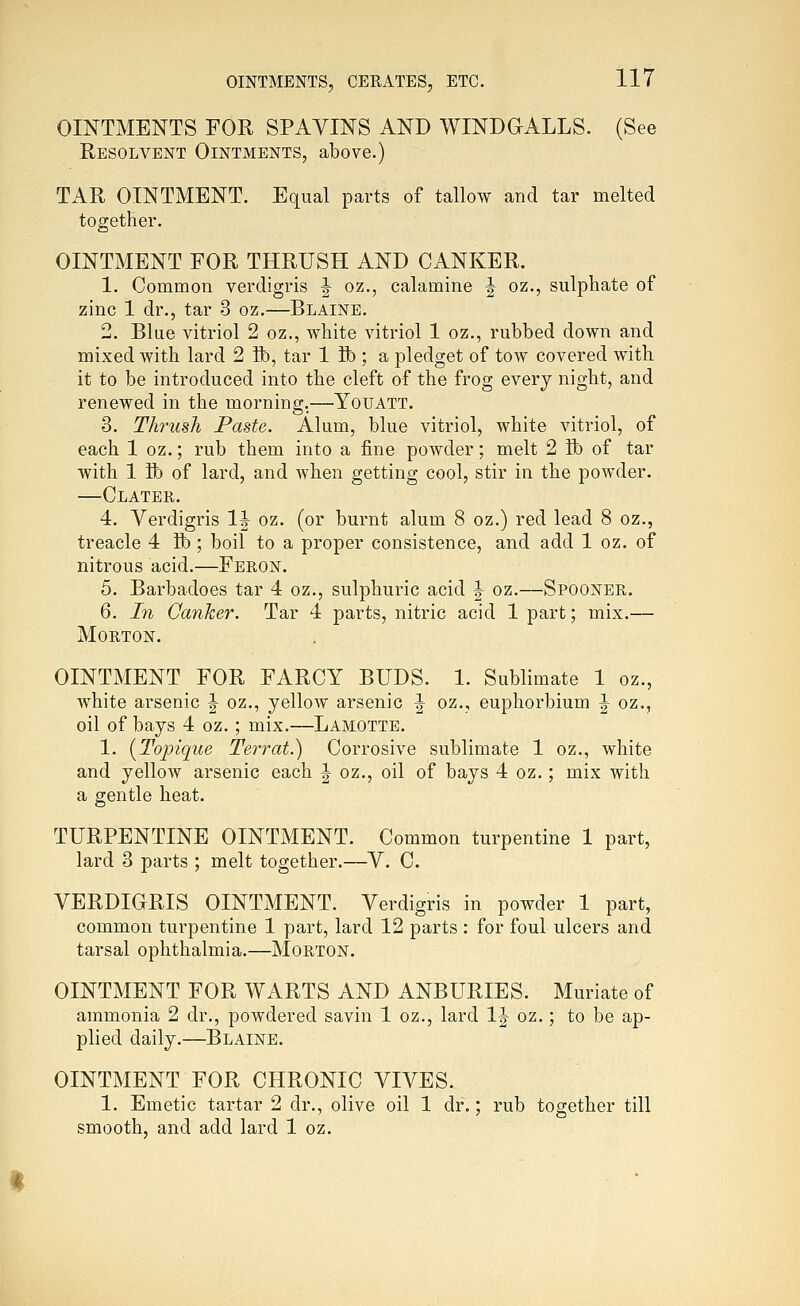 OINTMENTS, CERATES, ETC. 117
OINTMENTS FOR SPAVINS AND WINDGALLS. (See
RESOLVENT OINTMENTS, above.)
TAR OINTMENT. Equal parts of tallow and tar melted
together.
OINTMENT FOR THRUSH AND CANKER.
1. Common verdigris ½ oz., calamine ½ oz., sulphate of
zinc 1 dr., tar 3 oz.—BLAINE.
2. Blue vitriol 2 oz., white vitriol 1 oz., rubbed down and
mixed with lard 2 ℔, tar 1 ℔ ; a pledget of tow covered with
it to be introduced into the cleft of the frog every night, and
renewed in the morning.—YOUATT.
3. Thrush Paste. Alum, blue vitriol, white vitriol, of
each 1 oz.; rub them into a fine powder; melt 2 ℔ of tar
with 1 ℔ of lard, and when getting cool, stir in the powder.
—CLATER.
4. Verdigris 1½ oz. (or burnt alum 8 oz.) red lead 8 oz.,
treacle 4 ℔ ; boil to a proper consistence, and add 1 oz. of
nitrous acid.—FERON.
5. Barbadoes tar 4 oz., sulphuric acid ½ oz.—SPOONER.
6. In Canker. Tar 4 parts, nitric acid 1 part; mix.—
MORTON.
OINTMENT FOR FARCY BUDS. 1. Sublimate 1 oz.,
white arsenic ½ oz., yellow arsenic ½ oz., euphorbium ½ oz.,
oil of bays 4 oz. ; mix.—LAMOTTE.
1. (Topique Terrat.) Corrosive sublimate 1 oz., white
and yellow arsenic each ½ oz., oil of bays 4 oz. ; mix with
a gentle heat.
TURPENTINE OINTMENT. Common turpentine 1 part,
lard 3 parts ; melt together.—V. C.
VERDIGRIS OINTMENT. Verdigris in powder 1 part,
common turpentine 1 part, lard 12 parts : for foul ulcers and
tarsal ophthalmia.—MORTON.
OINTMENT FOR WARTS AND ANBURIES. Muriate of
ammonia 2 dr., powdered savin 1 oz., lard 1½ oz. ; to be ap-
plied daily.—BLAINE.
OINTMENT FOR CHRONIC VIVES.
1. Emetic tartar 2 dr., olive oil 1 dr. ; rub together till
smooth, and add lard 1 oz.